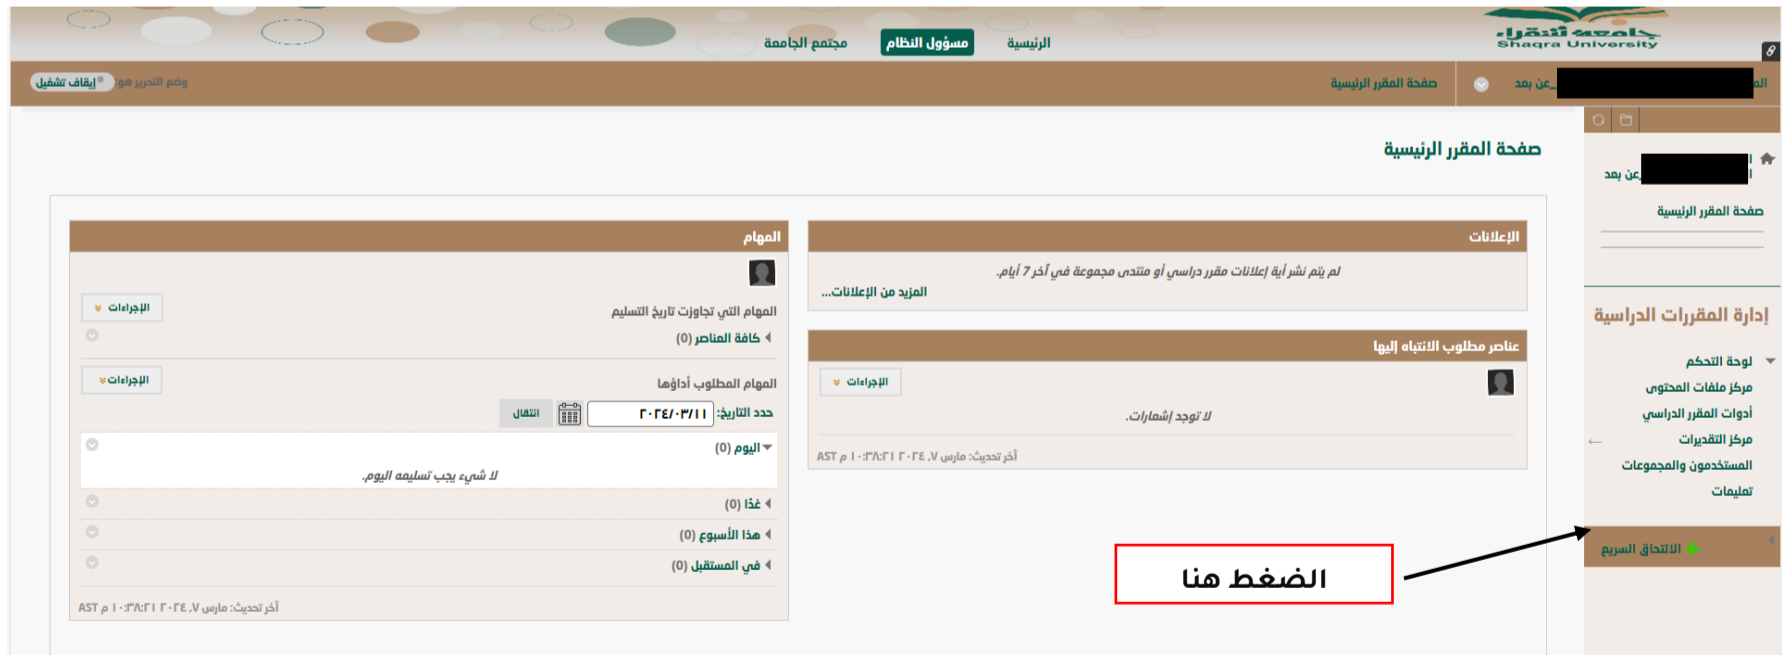 جامعة شقراء
Shaqra University
الرئيسية
مسؤول النظام
مجتمع الجامعة
_عن بعد
صفحة المقرر الرئيسية
وضع التحرير هو:
إيقاف تشغيل
عن بعد
صفحة المقرر الرئيسية
إدارة المقررات الدراسية
لوحة التحكم
مركز ملفات المحتوى
أدوات المقرر الدراسي
مركز التقديرات
المستخدمون والمجموعات
تعليمات
الالتحاق السريع
صفحة المقرر الرئيسية
الإعلانات
لم يتم نشر أية إعلانات مقرر دراسي أو منتدى مجموعة في آخر 7 أيام.
المزيد من الإعلانات...
عناصر مطلوب الانتباه إليها
الإجراءات
لا توجد إشعارات.
آخر تحديث: مارس ٧, ٢٠٢٤ ١٠:٣٨:٢١ م AST
المهام
الإجراءات
المهام التي تجاوزت تاريخ التسليم
كافة العناصر (0)
الإجراءات
المهام المطلوب أداؤها
حدد التاريخ: ٢٠٢٤/٠٣/١١ انتقال
اليوم (0)
لا شيء يجب تسليمه اليوم.
غدًا (0)
هذا الأسبوع (0)
في المستقبل (0)
آخر تحديث: مارس ٧, ٢٠٢٤ ١٠:٣٨:٢١ م AST
الضغط هنا